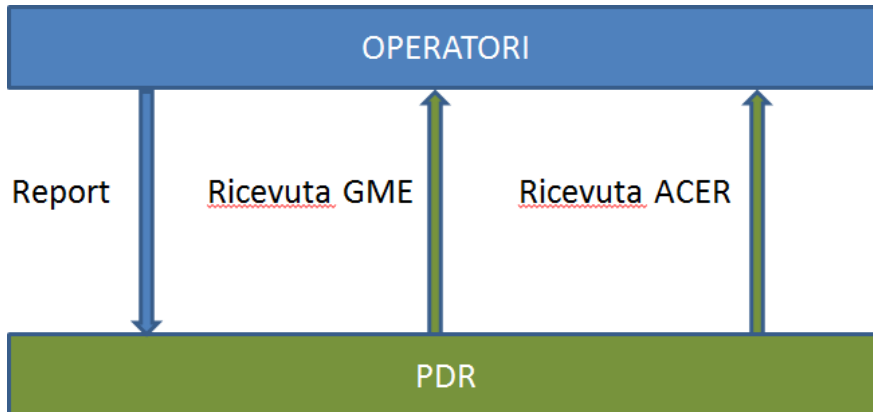 OPERATORI
Report
Ricevuta GME
Ricevuta ACER
PDR